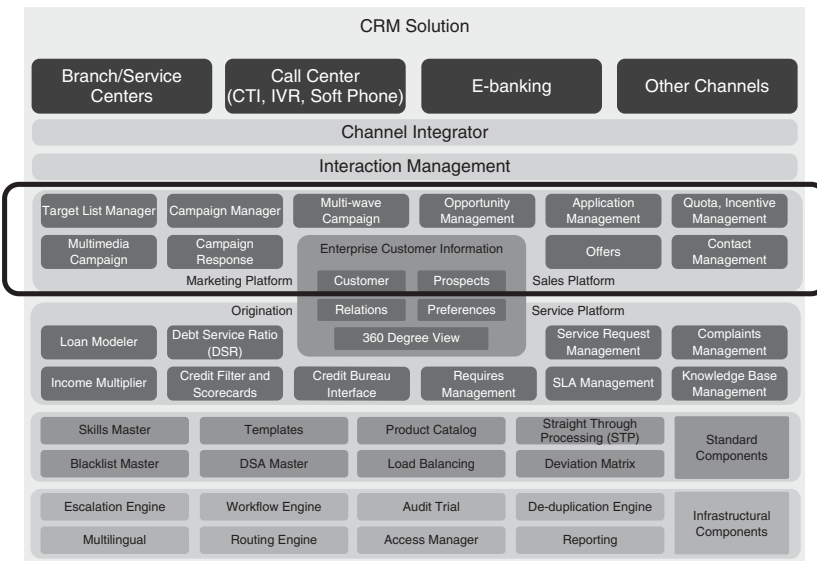 CRM Solution
Branch/Service
Centers
Call Center
(CTI, IVR, Soft Phone)
E-banking
Other Channels
Channel Integrator
Interaction Management
Target List Manager
Campaign Manager
Multi-wave
Campaign
Opportunity
Management
Application
Management
Quota, Incentive
Management
Multimedia
Campaign
Campaign
Response
Enterprise Customer Information
Offers
Contact
Management
Marketing Platform
Customer
Prospects
Sales Platform
Origination
Relations
Preferences
Service Platform
Loan Modeler
Debt Service Ratio
(DSR)
360 Degree View
Service Request
Management
Complaints
Management
Income Multiplier
Credit Filter and
Scorecards
Credit Bureau
Interface
Requires
Management
SLA Management
Knowledge Base
Management
Skills Master
Templates
Product Catalog
Straight Through
Processing (STP)
Standard
Components
Blacklist Master
DSA Master
Load Balancing
Deviation Matrix
Escalation Engine
Workflow Engine
Audit Trial
De-duplication Engine
Infrastructural
Components
Multilingual
Routing Engine
Access Manager
Reporting